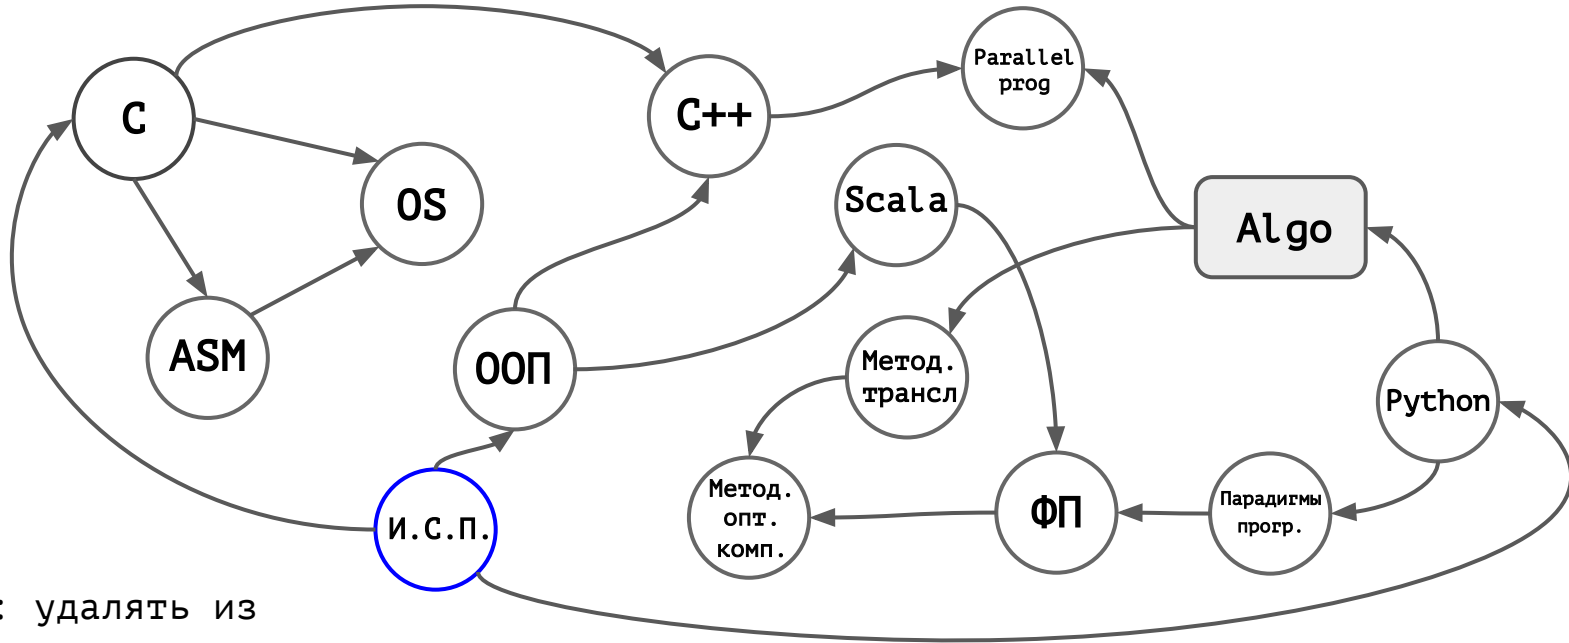 Parallel
prog
C
C++
Scala
OS
Algo
ASM
ООП
Метод.
трансл
Python
Метод.
опт.
комп.
ФП
Парадигмы
прогр.
И.С.П.
: удалять из